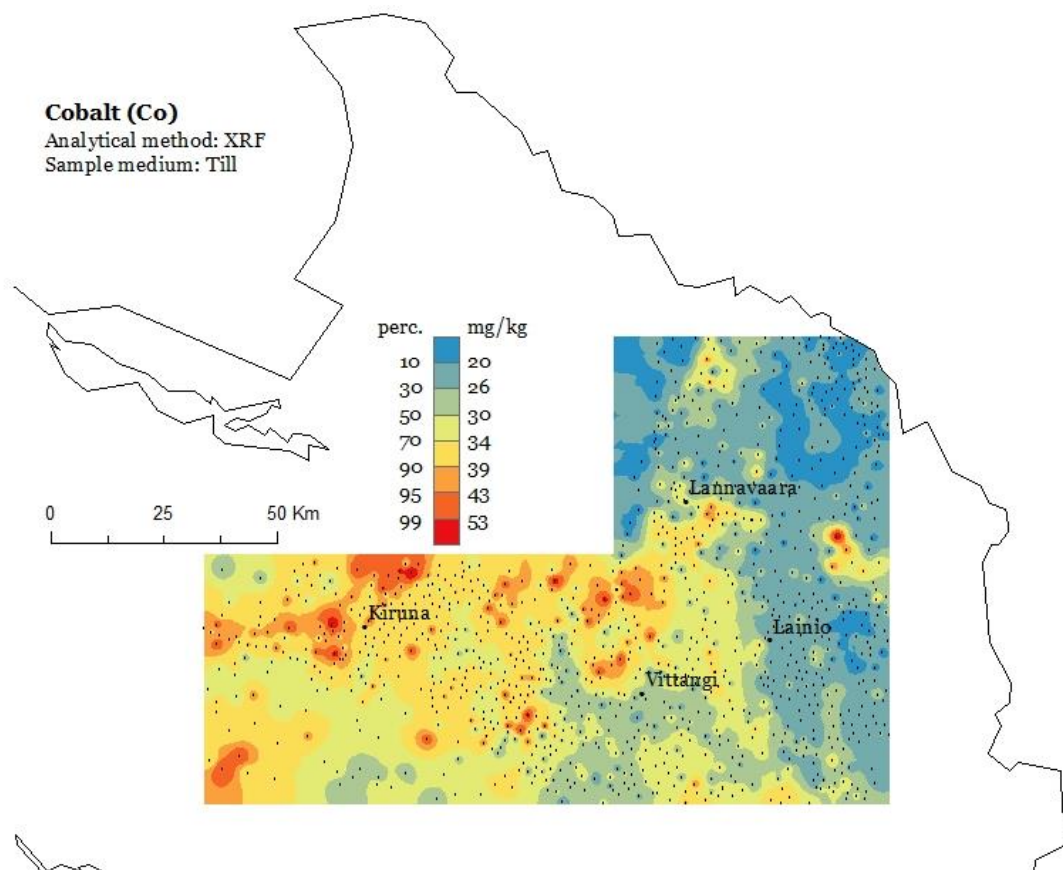 Cobalt (Co)
Analytical method: XRF
Sample medium: Till
perc. mg/kg
10 20
30 26
50 30
70 34
90 39
95 43
99 53
0 25 50 Km
Lannavaara
Kiruna
Lainio
Vittangi